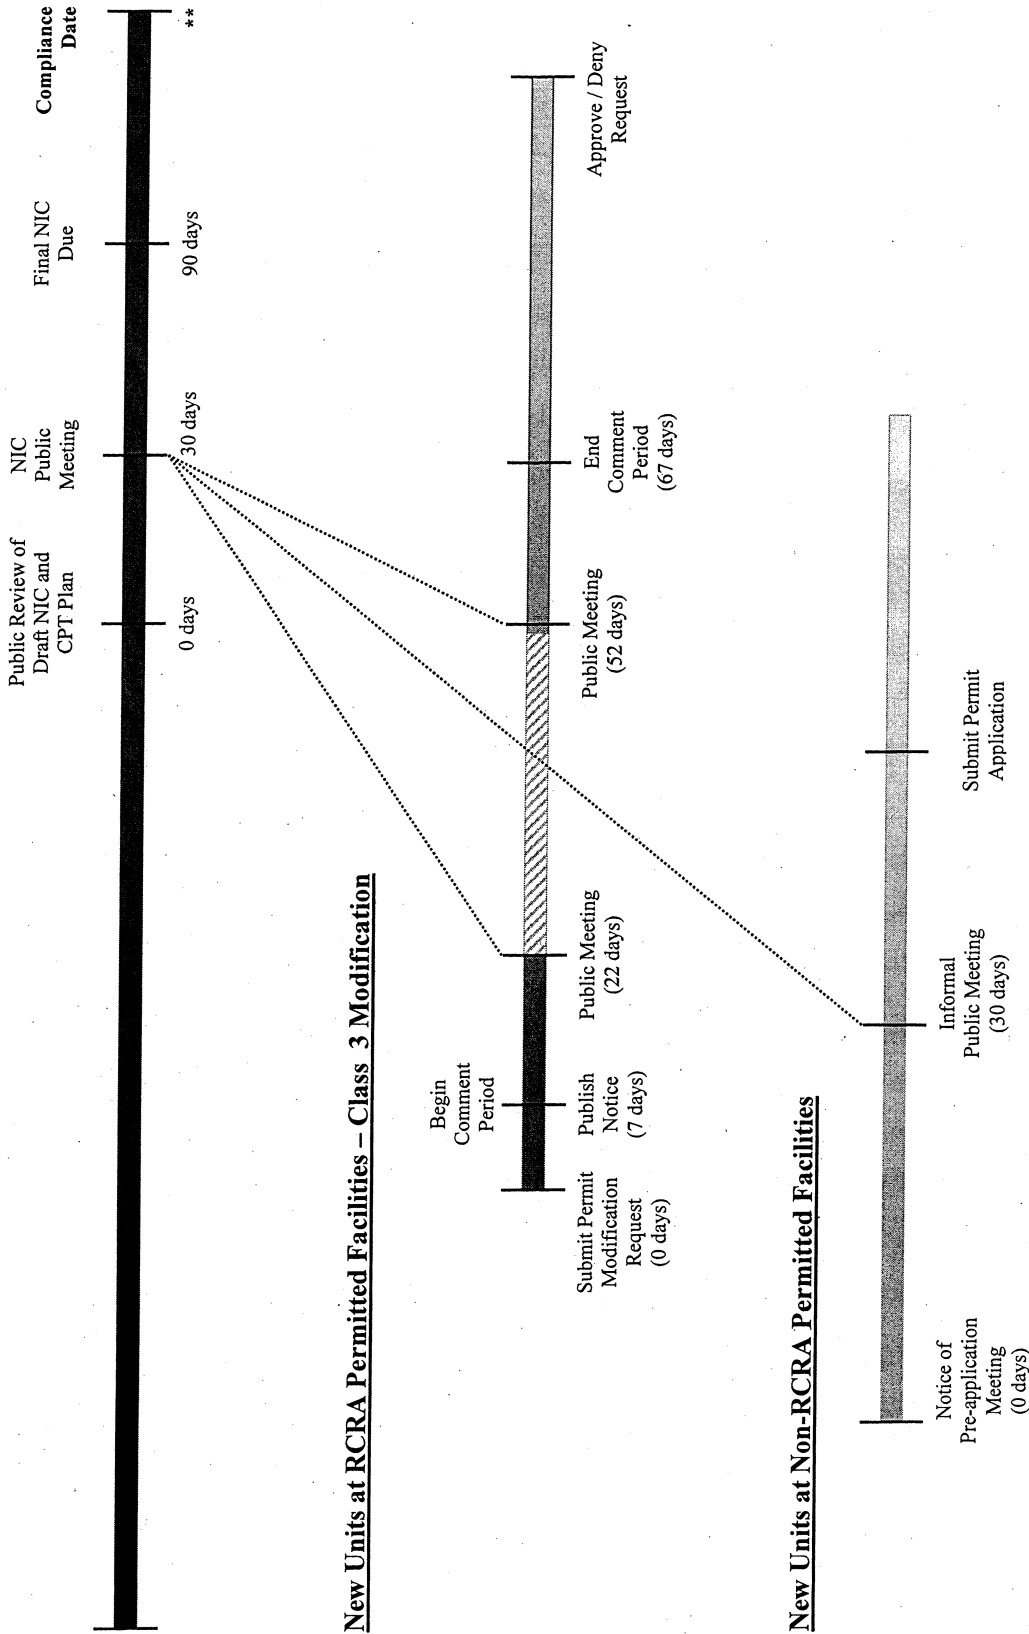 Public Review of
Draft NIC and
CPT Plan
NIC
Public
Meeting
Final NIC
Due
Compliance
Date
0 days
30 days
90 days
**
New Units at RCRA Permitted Facilities – Class 3 Modification
Begin
Comment
Period
Submit Permit
Modification
Request
(0 days)
Publish
Notice
(7 days)
Public Meeting
(22 days)
Public Meeting
(52 days)
End
Comment
Period
(67 days)
Approve / Deny
Request
New Units at Non-RCRA Permitted Facilities
Notice of
Pre-application
Meeting
(0 days)
Informal
Public Meeting
(30 days)
Submit Permit
Application